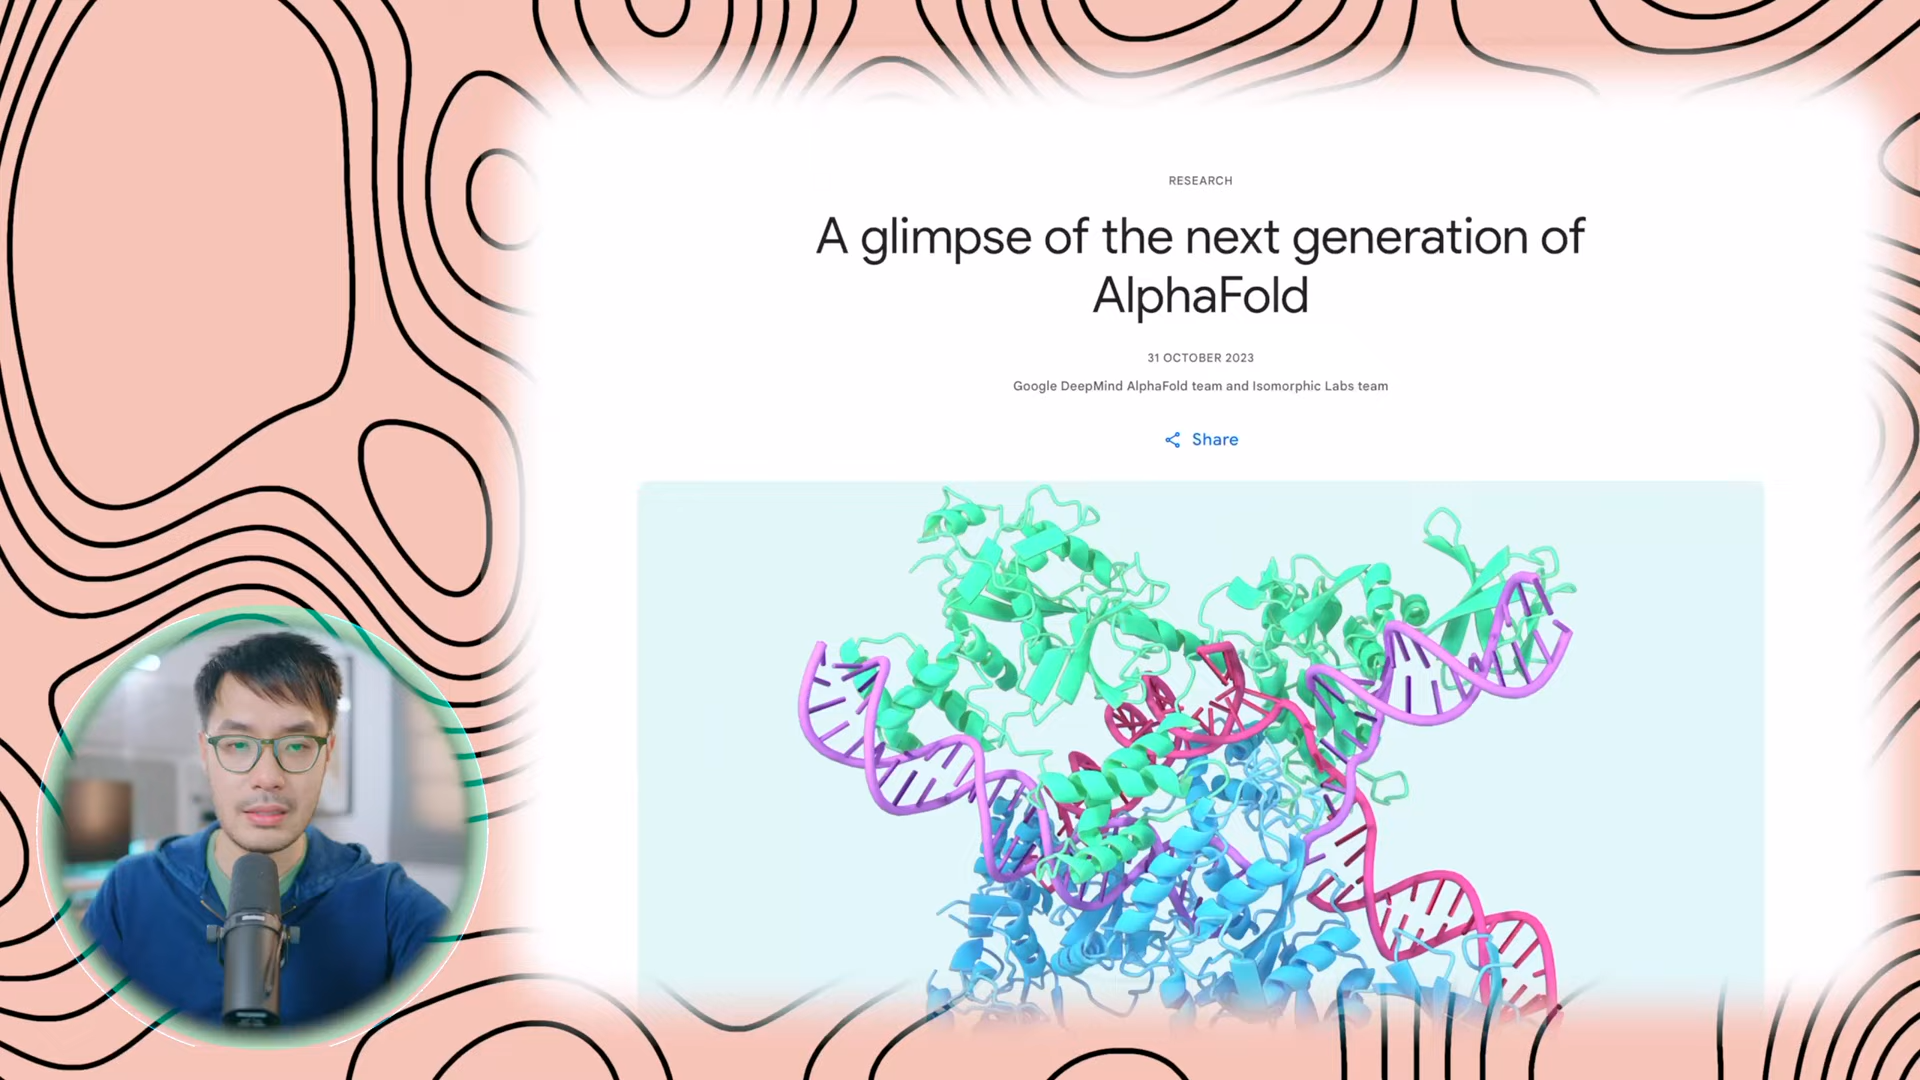 RESEARCH
A glimpse of the next generation of
AlphaFold
31 OCTOBER 2023
Google DeepMind AlphaFold team and Isomorphic Labs team
Share